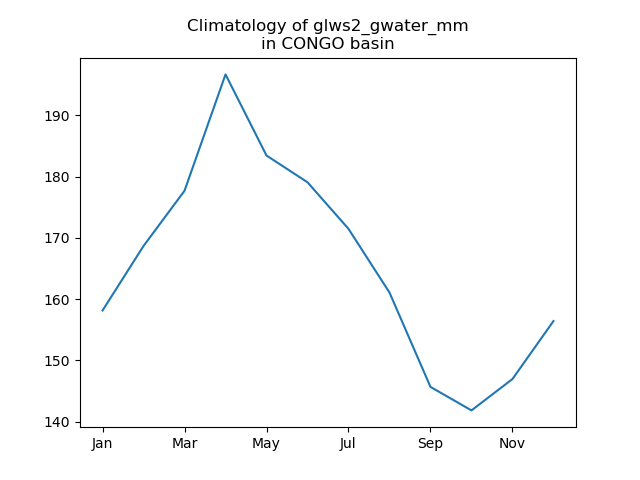 Climatology of glws2_gwater_mm
in CONGO basin
190
180
170
160
150
140
Jan
Mar
May
Jul
Sep
Nov